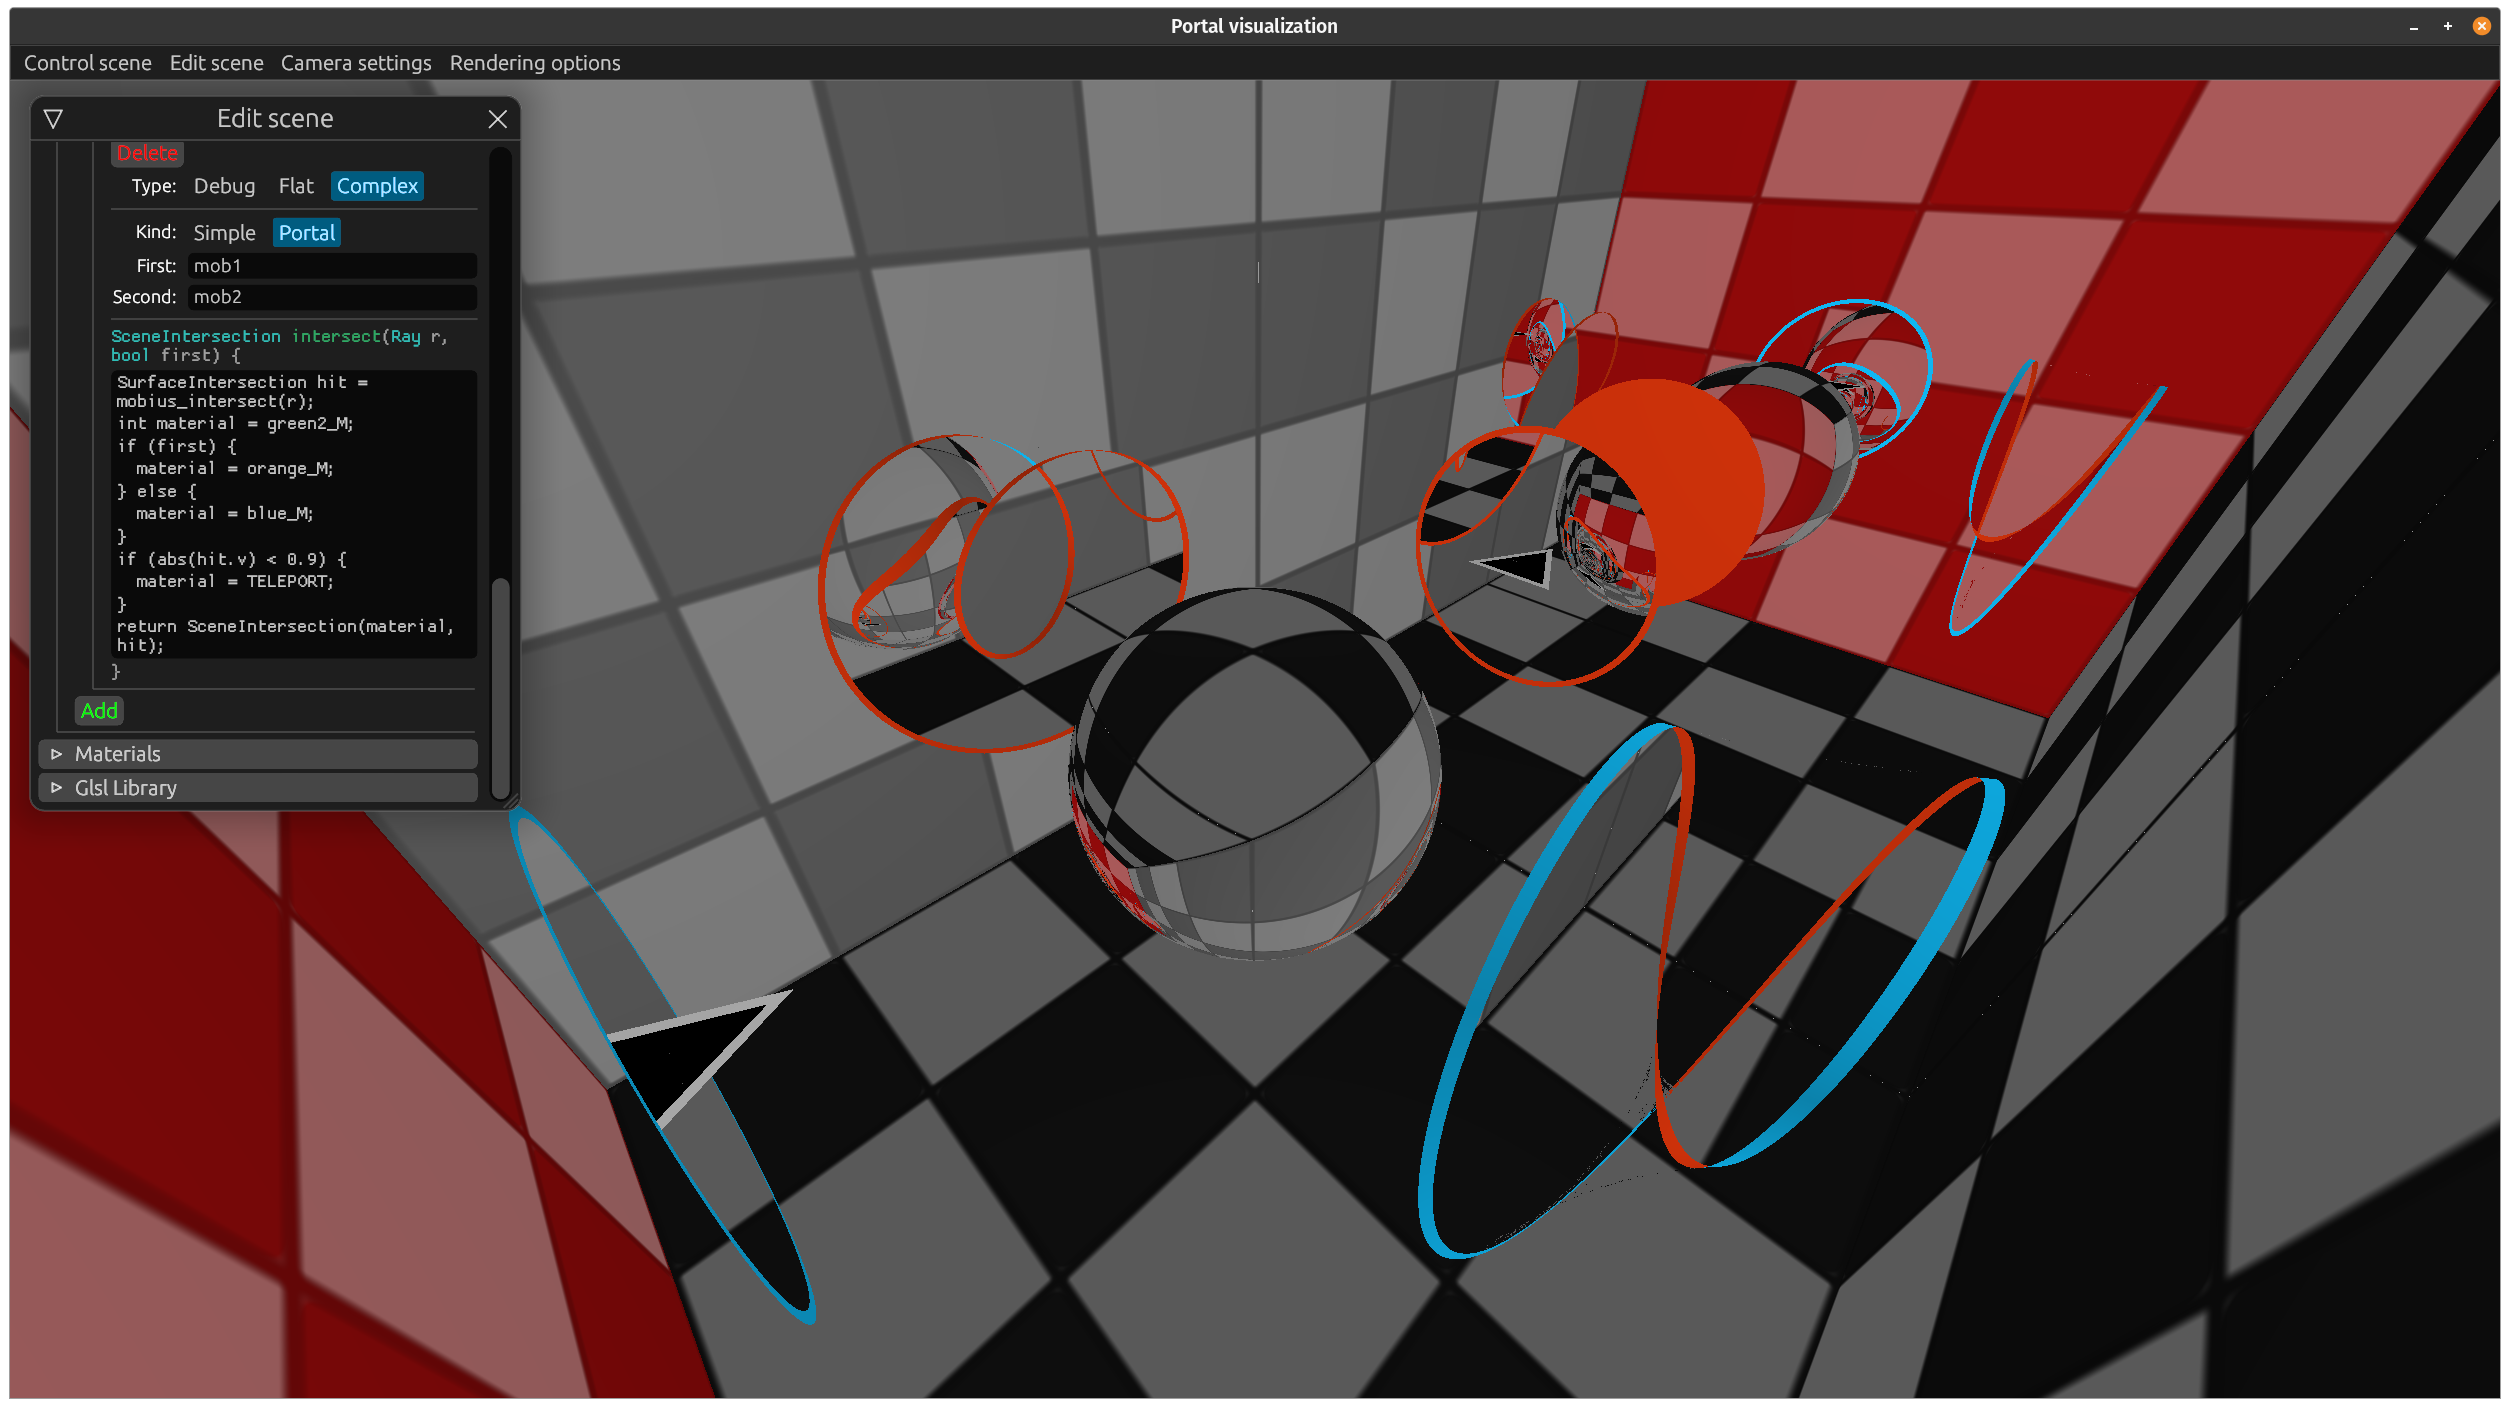 Portal visualization
Control scene Edit scene Camera settings Rendering options
Edit scene
Delete
Type: Debug Flat Complex
Kind: Simple Portal
First: mob1
Second: mob2
SceneIntersection intersect(Ray r,
bool first) {
SurfaceIntersection hit =
mobius_intersect(r);
int material = green2_M;
if (first) {
  material = orange_M;
} else {
  material = blue_M;
}
if (abs(hit.v) < 0.9) {
  material = TELEPORT;
}
return SceneIntersection(material,
hit);
}
Add
Materials
Glsl Library